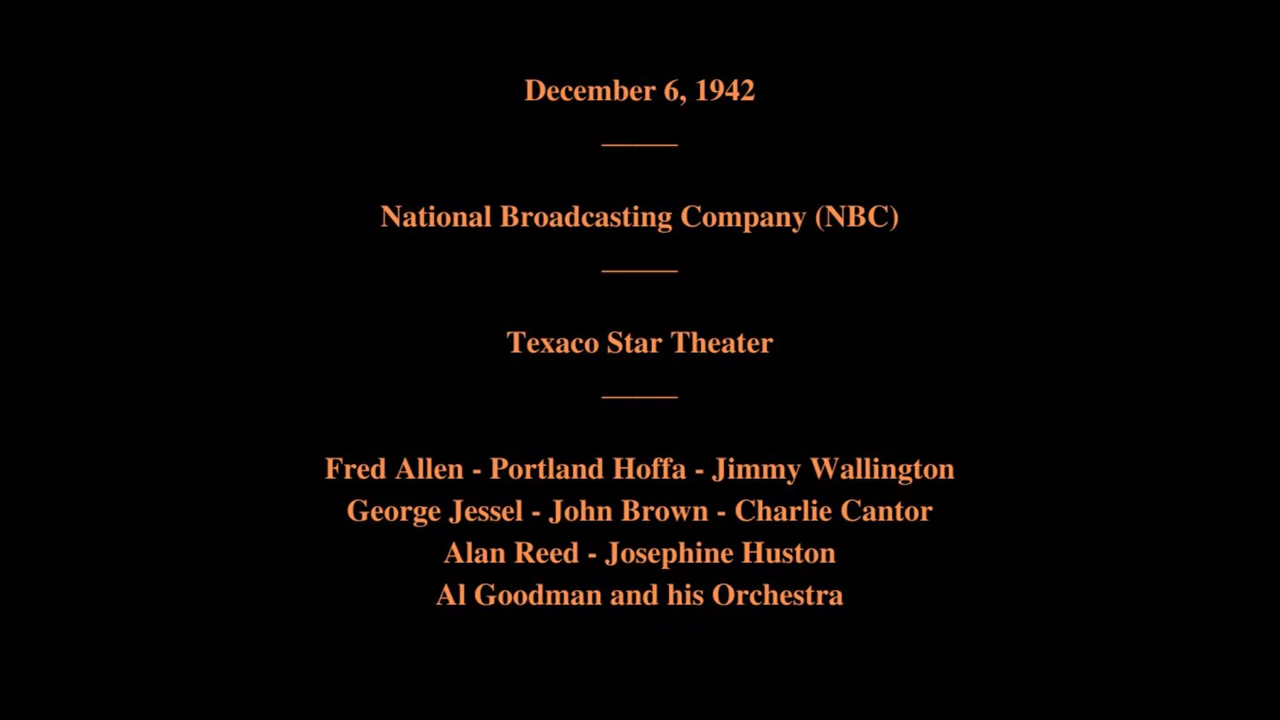 December 6, 1942
National Broadcasting Company (NBC)
Texaco Star Theater
Fred Allen - Portland Hoffa - Jimmy Wallington
George Jessel - John Brown - Charlie Cantor
Alan Reed - Josephine Huston
Al Goodman and his Orchestra